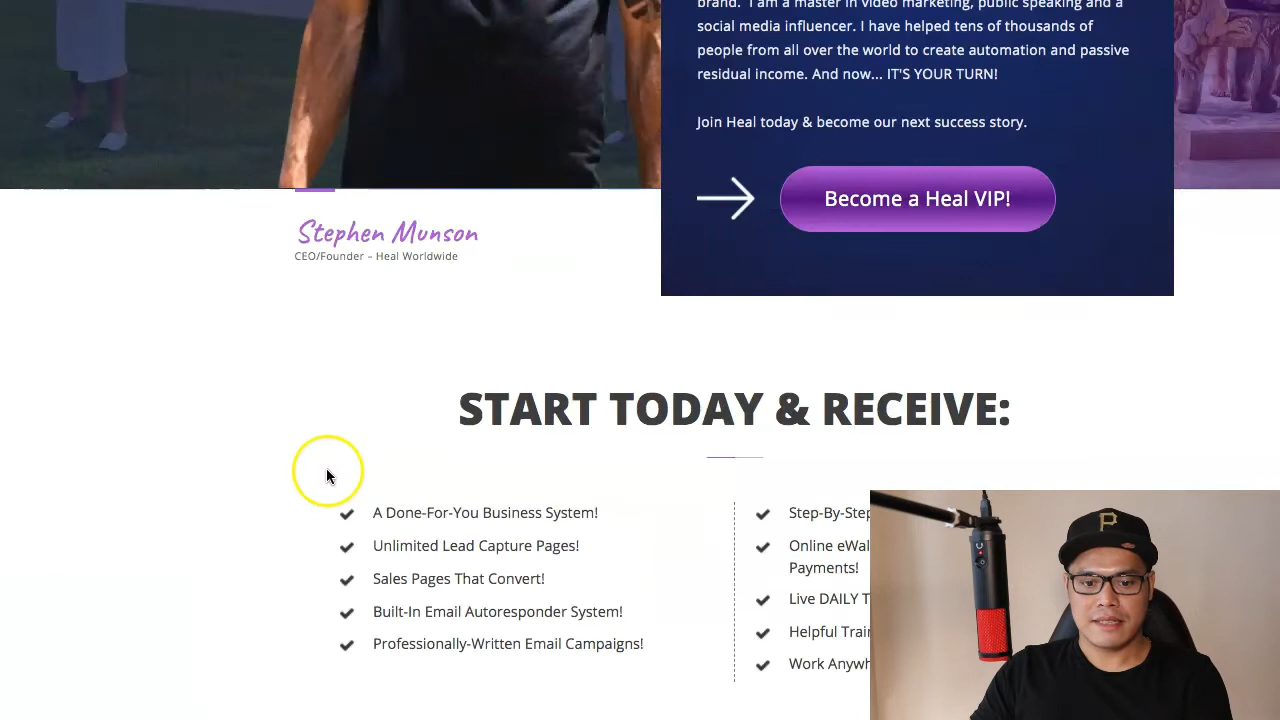 brand. I am a master in video marketing, public speaking and a
social media influencer. I have helped tens of thousands of
people from all over the world to create automation and passive
residual income. And now... IT'S YOUR TURN!
Join Heal today & become our next success story.
Become a Heal VIP!
Stephen Munson
CEO/Founder – Heal Worldwide
START TODAY & RECEIVE:
A Done-For-You Business System!
Unlimited Lead Capture Pages!
Sales Pages That Convert!
Built-In Email Autoresponder System!
Professionally-Written Email Campaigns!
Step-By-Step
Online eWal
Payments!
Live DAILY T
Helpful Train
Work Anywh
P